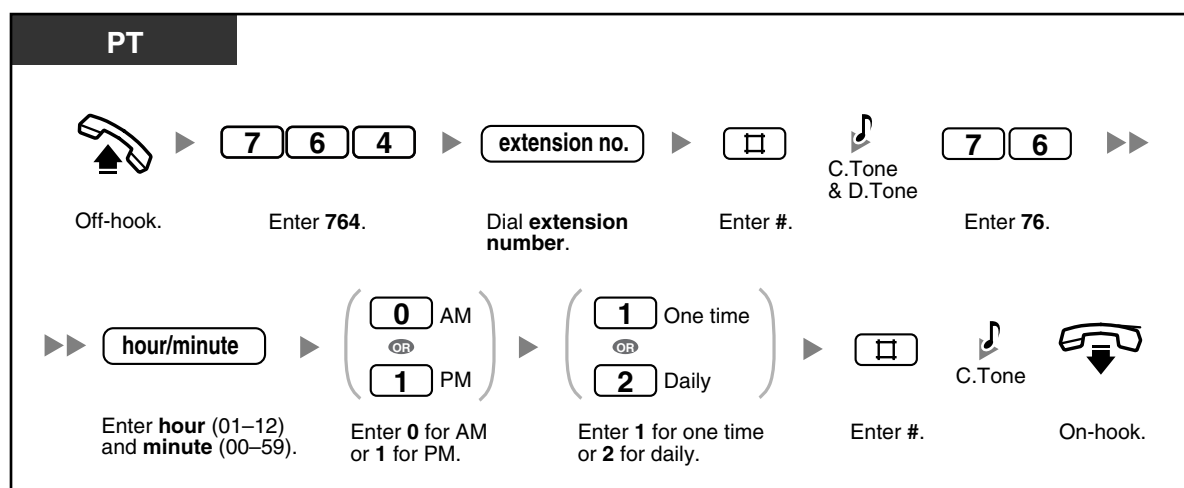 PT
7 6 4
extension no.
#
C.Tone
& D.Tone
7 6
Off-hook.
Enter 764.
Dial extension
number.
Enter #.
Enter 76.
hour/minute
0 AM
OR
1 PM
1 One time
OR
2 Daily
#
C.Tone
Enter hour (01–12)
and minute (00–59).
Enter 0 for AM
or 1 for PM.
Enter 1 for one time
or 2 for daily.
Enter #.
On-hook.